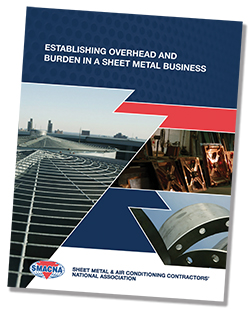 ESTABLISHING OVERHEAD AND
BURDEN IN A SHEET METAL BUSINESS
SMACNA
SHEET METAL & AIR CONDITIONING CONTRACTORS'
NATIONAL ASSOCIATION